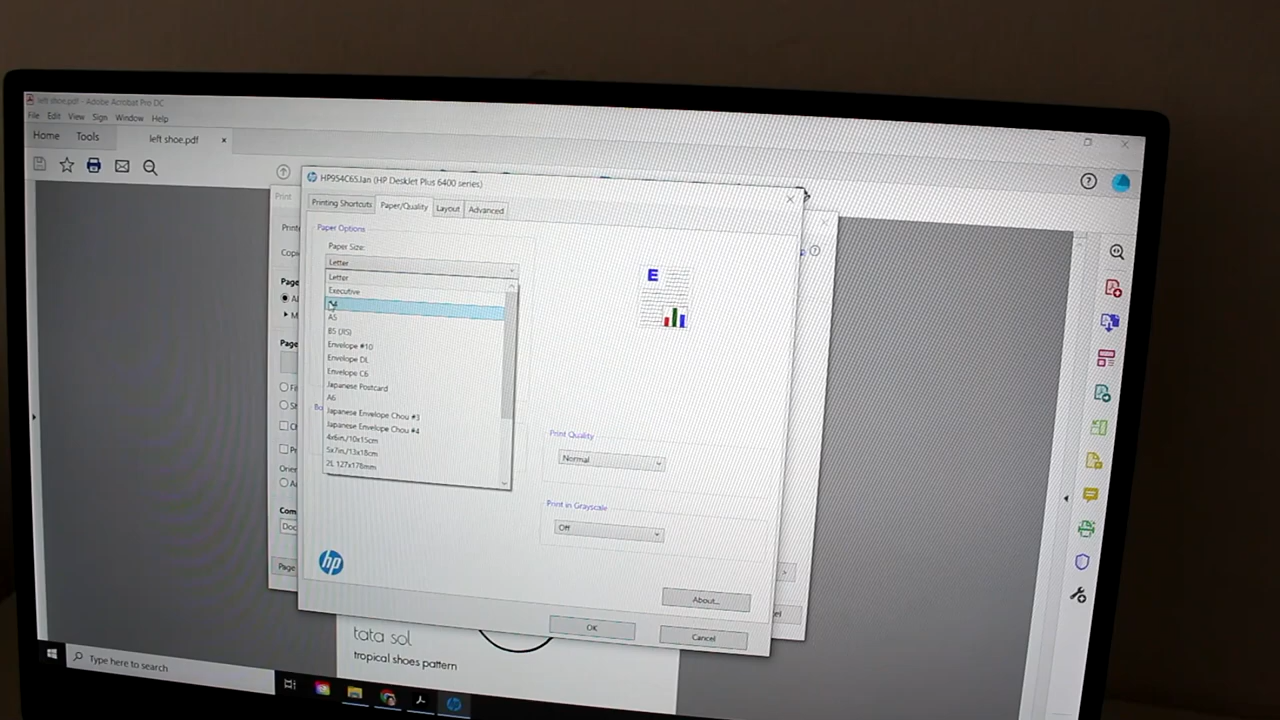 left shoe.pdf - Adobe Acrobat Pro DC
File Edit View Sign Window Help
Home Tools left shoe.pdf ×
HP954C65.lan (HP DeskJet Plus 6400 series)
Print
Printing Shortcuts Paper/Quality Layout Advanced
Paper Options
Paper Size:
Letter
Letter
Executive
A5
B5 (JIS)
Envelope #10
Envelope DL
Envelope C6
Japanese Postcard
A6
Japanese Envelope Chou #3
Japanese Envelope Chou #4
4x6in./10x15cm
5x7in./13x18cm
2L 127x178mm
E
Print Quality
Normal
Print in Grayscale
Off
hp
About...
OK
Cancel
Page
tata sol
tropical shoes pattern
Type here to search